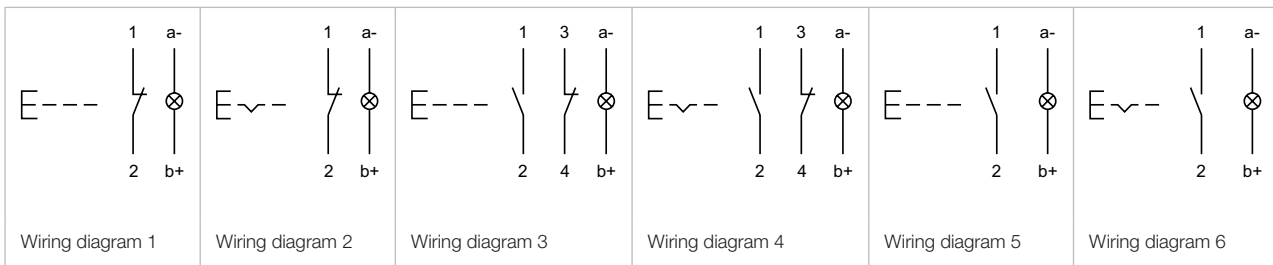 1 a-
2 b+
Wiring diagram 1
1 a-
2 b+
Wiring diagram 2
1 3 a-
2 4 b+
Wiring diagram 3
1 3 a-
2 4 b+
Wiring diagram 4
1 a-
2 b+
Wiring diagram 5
1 a-
2 b+
Wiring diagram 6